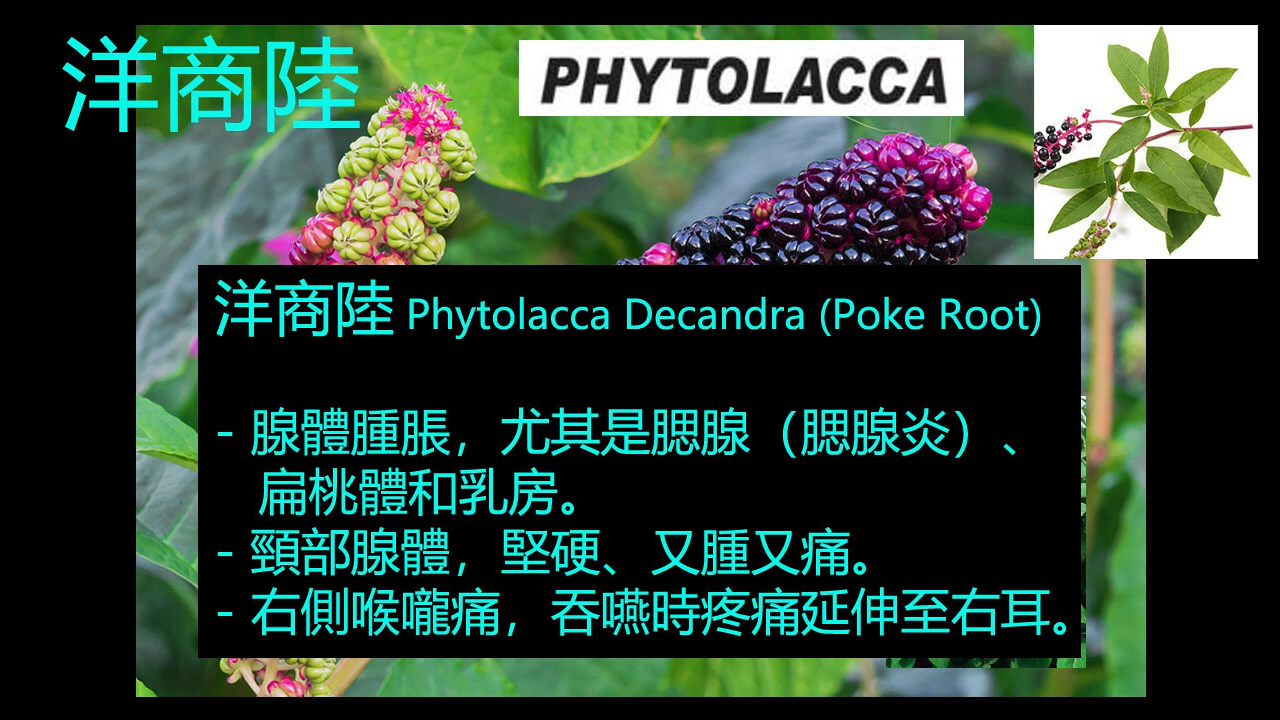 洋商陸
PHYTOLACCA
洋商陸 Phytolacca Decandra (Poke Root)
- 腺體腫脹，尤其是腮腺（腮腺炎）、
扁桃體和乳房。
- 頸部腺體，堅硬、又腫又痛。
- 右側喉嚨痛，吞嚥時疼痛延伸至右耳。